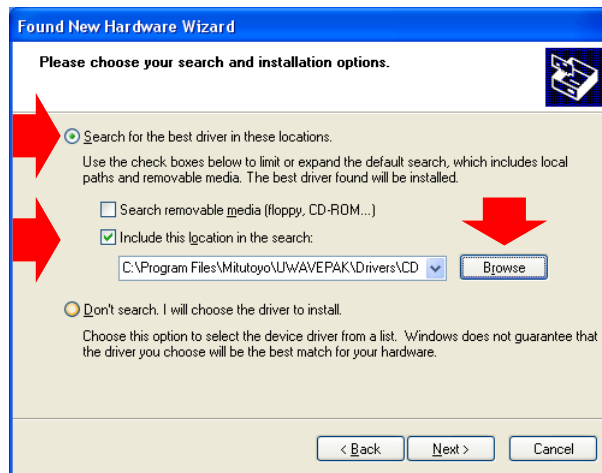 Found New Hardware Wizard
Please choose your search and installation options.
Search for the best driver in these locations.
Use the check boxes below to limit or expand the default search, which includes local
paths and removable media. The best driver found will be installed.
Search removable media (floppy, CD-ROM...)
Include this location in the search:
C:\Program Files\Mitutoyo\UWAVEPAK\Drivers\CD
Browse
Don't search. I will choose the driver to install.
Choose this option to select the device driver from a list. Windows does not guarantee that
the driver you choose will be the best match for your hardware.
< Back Next > Cancel